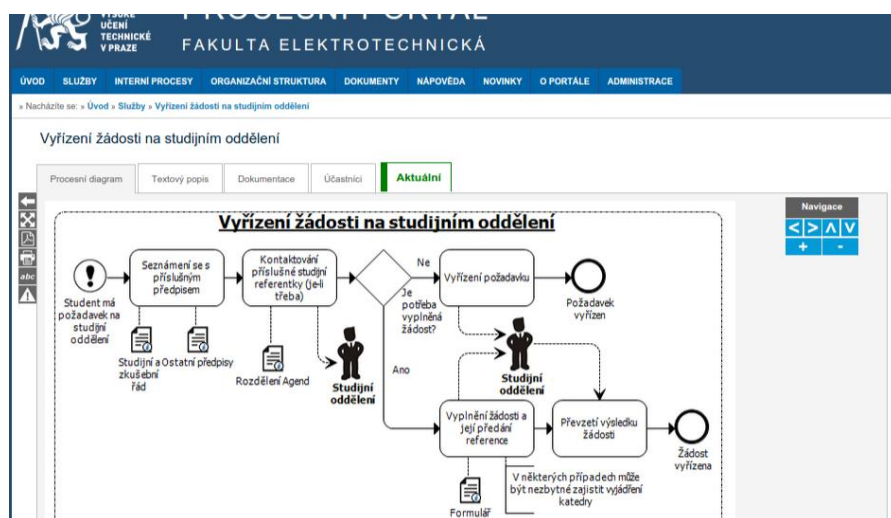 VYSOKÉ
UČENÍ
TECHNICKÉ
V PRAZE
PROCESNÍ PORTÁL
FAKULTA ELEKTROTECHNICKÁ
ÚVOD SLUŽBY INTERNÍ PROCESY ORGANIZAČNÍ STRUKTURA DOKUMENTY NÁPOVĚDA NOVINKY O PORTÁLE ADMINISTRACE
» Nacházíte se: » Úvod » Služby » Vyřízení žádosti na studijním oddělení
Vyřízení žádosti na studijním oddělení
Procesní diagram Textový popis Dokumentace Účastníci Aktuální
abc
Navigace
< > Λ V
+ -
Vyřízení žádosti na studijním oddělení
Student má
požadavek na
studijní
oddělení
Seznámení se s
příslušným
předpisem
Studijní a
zkušební
řád
Ostatní předpisy
Kontaktování
příslušné studijní
referentky (je-li
třeba)
Rozdělení Agend
Studijní
oddělení
Je
potřeba
vyplněná
žádost?
Ne
Ano
Vyřízení požadavku
Požadavek
vyřízen
Studijní
oddělení
Vyplnění žádosti a
její předání
reference
Převzetí výsledku
žádosti
Žádost
vyřízena
Formulář
V některých případech může
být nezbytné zajistit vyjádření
katedry